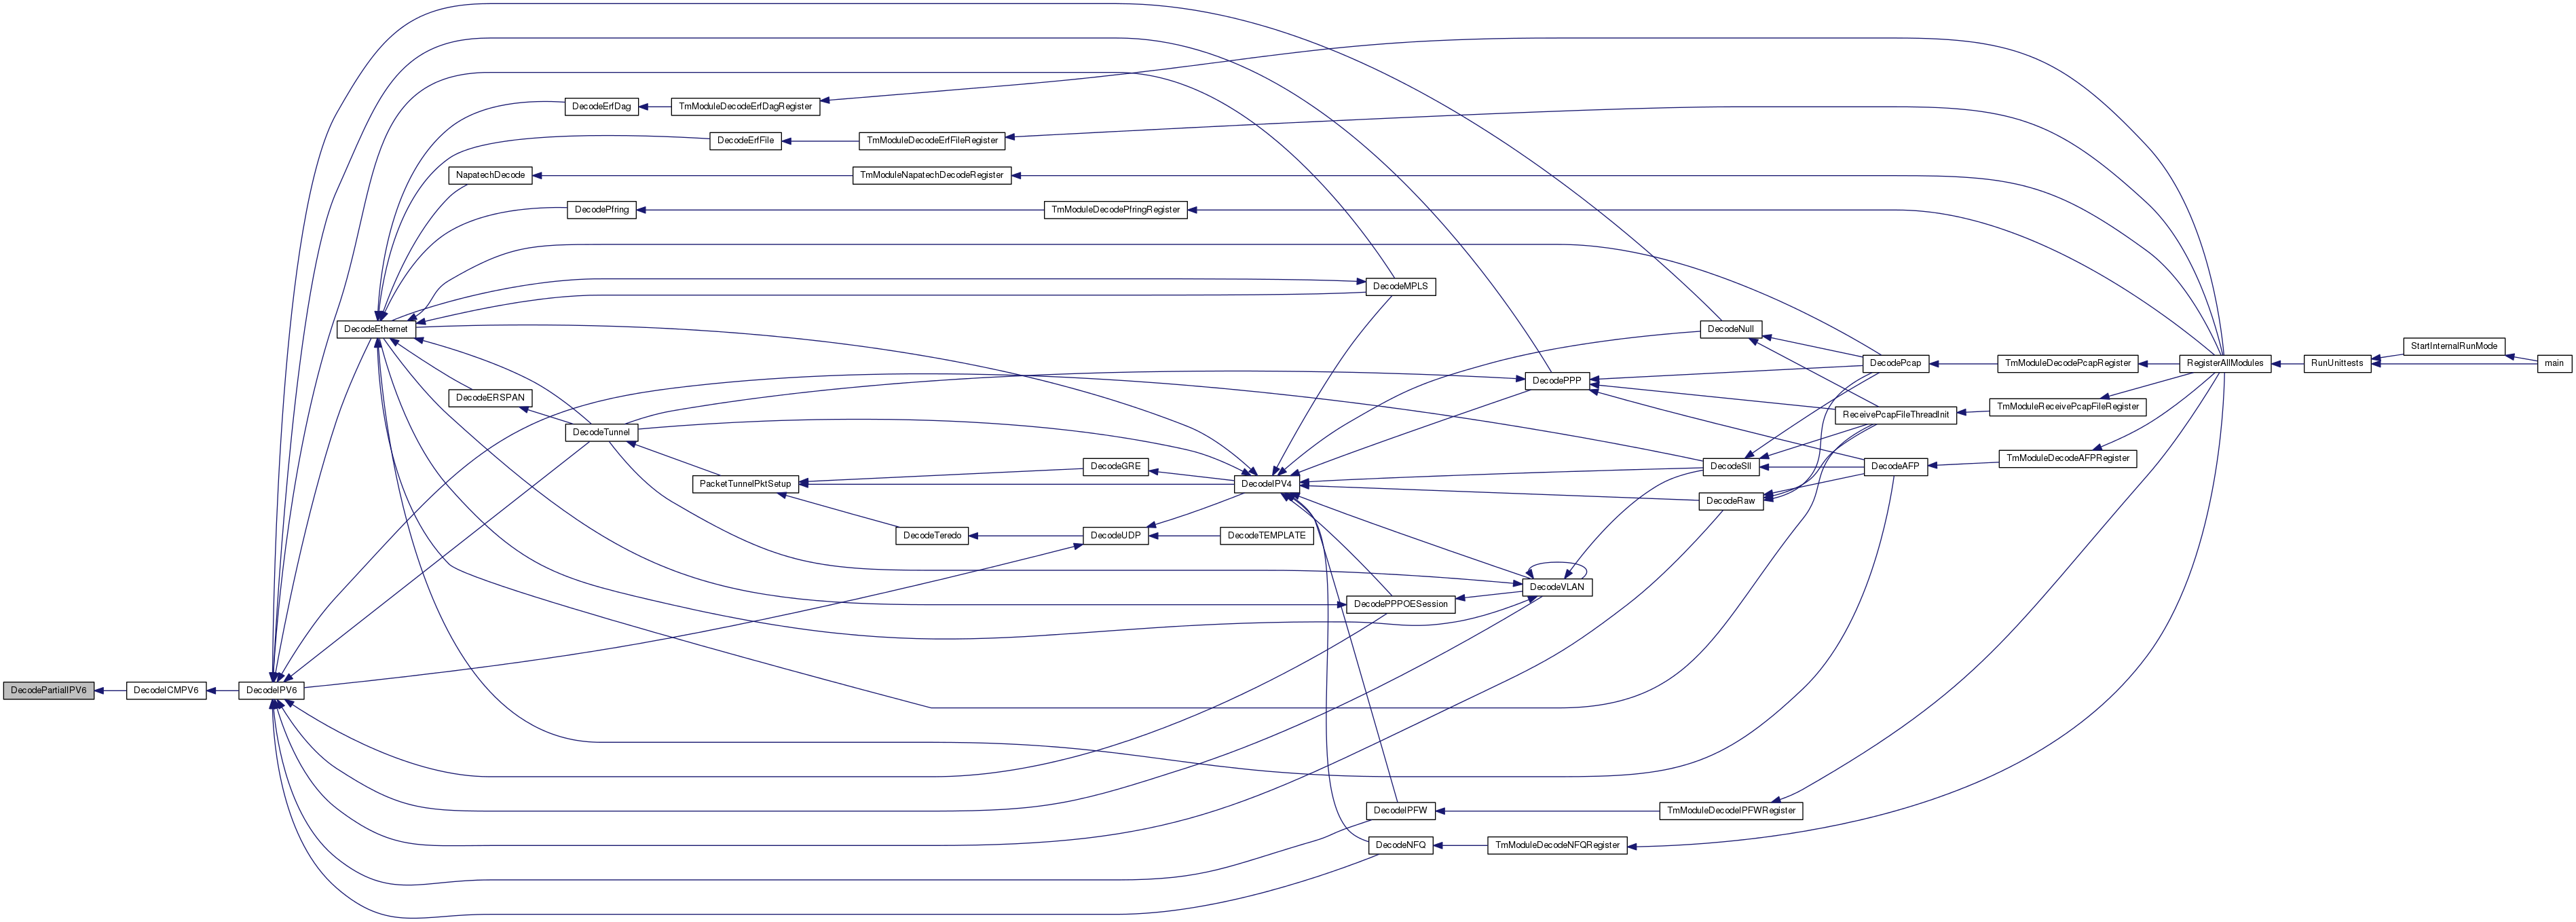 DecodeErfDag
TmModuleDecodeErfDagRegister
DecodeErfFile
TmModuleDecodeErfFileRegister
NapatechDecode
TmModuleNapatechDecodeRegister
DecodePfring
TmModuleDecodePfringRegister
DecodeMPLS
DecodeEthernet
DecodeNull
StartInternalRunMode
DecodePcap
TmModuleDecodePcapRegister
RegisterAllModules
RunUnittests
main
DecodePPP
DecodeERSPAN
TmModuleReceivePcapFileRegister
ReceivePcapFileThreadInit
DecodeTunnel
TmModuleDecodeAFPRegister
DecodeGRE
DecodeSll
DecodeAFP
PacketTunnelPktSetup
DecodeIPV4
DecodeRaw
DecodeTeredo
DecodeUDP
DecodeTEMPLATE
DecodeVLAN
DecodePPPOESession
DecodePartialIPV6
DecodeICMPV6
DecodeIPV6
DecodeIPFW
TmModuleDecodeIPFWRegister
DecodeNFQ
TmModuleDecodeNFQRegister